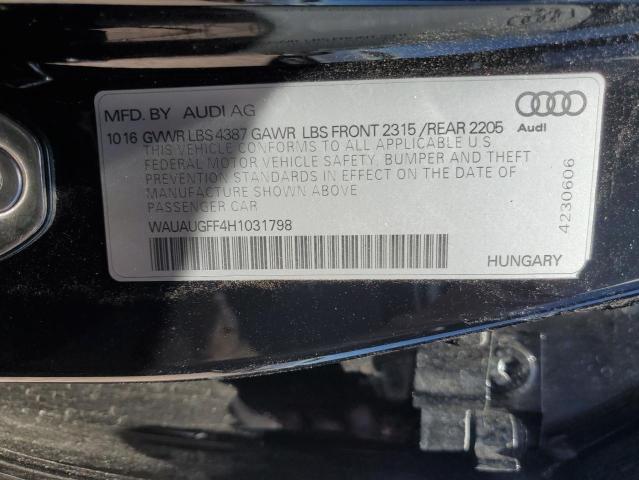 MFD. BY AUDI AG
10 16 GVWR LBS 4387 GAWR LBS FRONT 2315 /REAR 2205
THIS VEHICLE CONFORMS TO ALL APPLICABLE U S
FEDERAL MOTOR VEHICLE SAFETY, BUMPER AND THEFT
PREVENTION STANDARDS IN EFFECT ON THE DATE OF
MANUFACTURE SHOWN ABOVE
PASSENGER CAR
WAUAUGFF4H1031798
Audi
4230606
HUNGARY